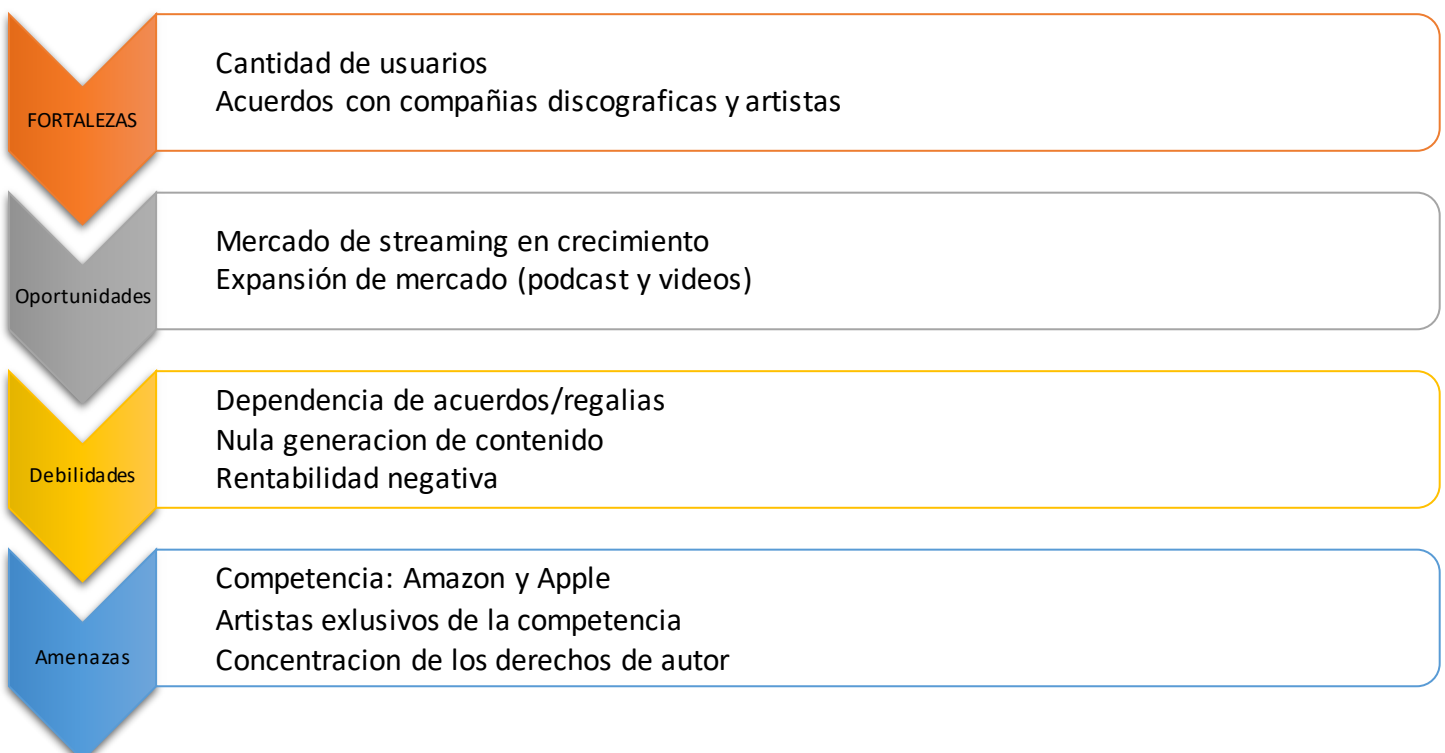 FORTALEZAS
Cantidad de usuarios
Acuerdos con compañias discograficas y artistas
Oportunidades
Mercado de streaming en crecimiento
Expansión de mercado (podcast y videos)
Debilidades
Dependencia de acuerdos/regalias
Nula generacion de contenido
Rentabilidad negativa
Amenazas
Competencia: Amazon y Apple
Artistas exlusivos de la competencia
Concentracion de los derechos de autor